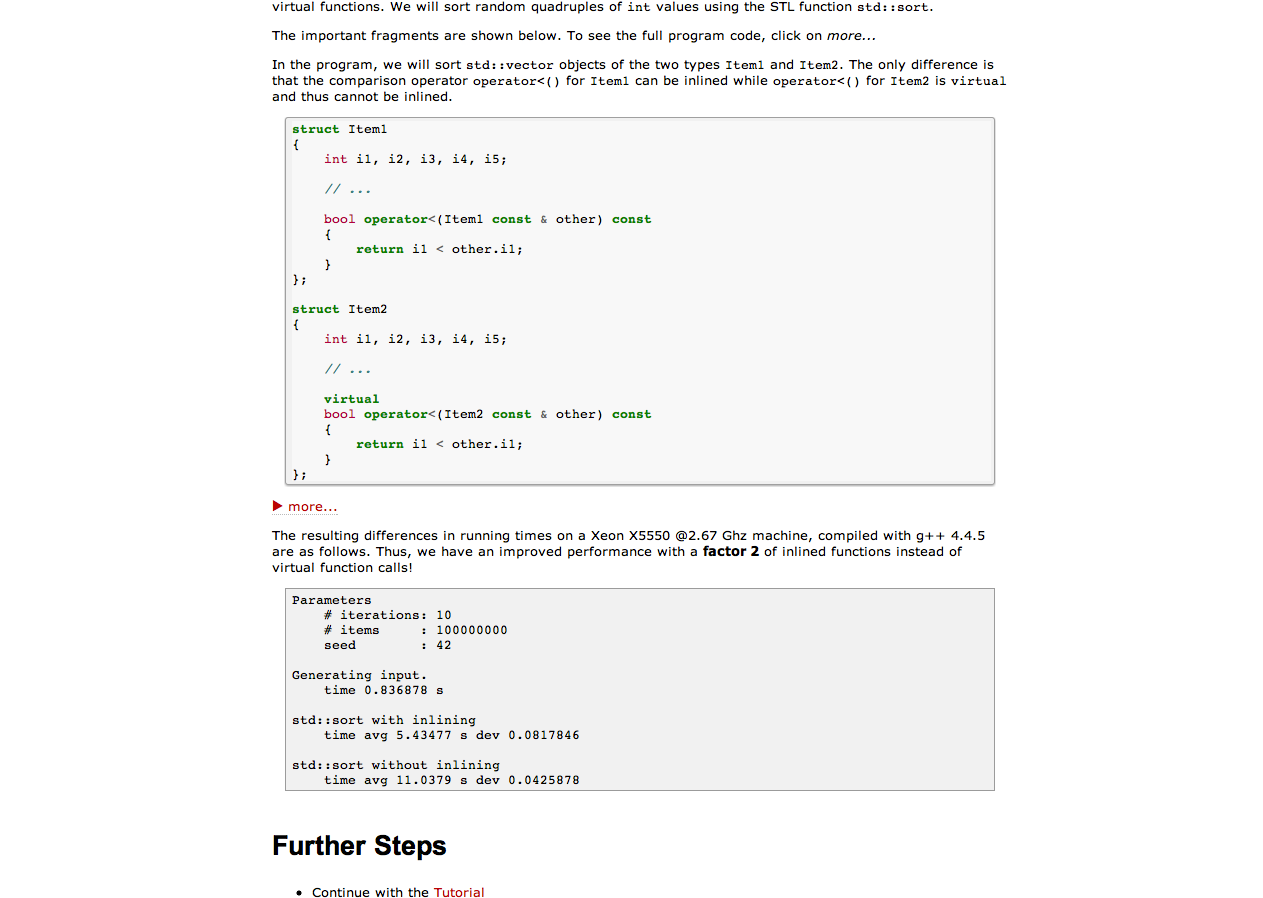 virtual functions. We will sort random quadruples of int values using the STL function std::sort.
The important fragments are shown below. To see the full program code, click on more...
In the program, we will sort std::vector objects of the two types Item1 and Item2. The only difference is
that the comparison operator operator<() for Item1 can be inlined while operator<() for Item2 is virtual
and thus cannot be inlined.
struct Item1
{
    int i1, i2, i3, i4, i5;
    // ...
    bool operator<(Item1 const & other) const
    {
        return i1 < other.i1;
    }
};
struct Item2
{
    int i1, i2, i3, i4, i5;
    // ...
    virtual
    bool operator<(Item2 const & other) const
    {
        return i1 < other.i1;
    }
};
▶ more...
The resulting differences in running times on a Xeon X5550 @2.67 Ghz machine, compiled with g++ 4.4.5
are as follows. Thus, we have an improved performance with a factor 2 of inlined functions instead of
virtual function calls!
Parameters
    # iterations: 10
    # items     : 100000000
    seed        : 42
Generating input.
    time 0.836878 s
std::sort with inlining
    time avg 5.43477 s dev 0.0817846
std::sort without inlining
    time avg 11.0379 s dev 0.0425878
Further Steps
• Continue with the Tutorial